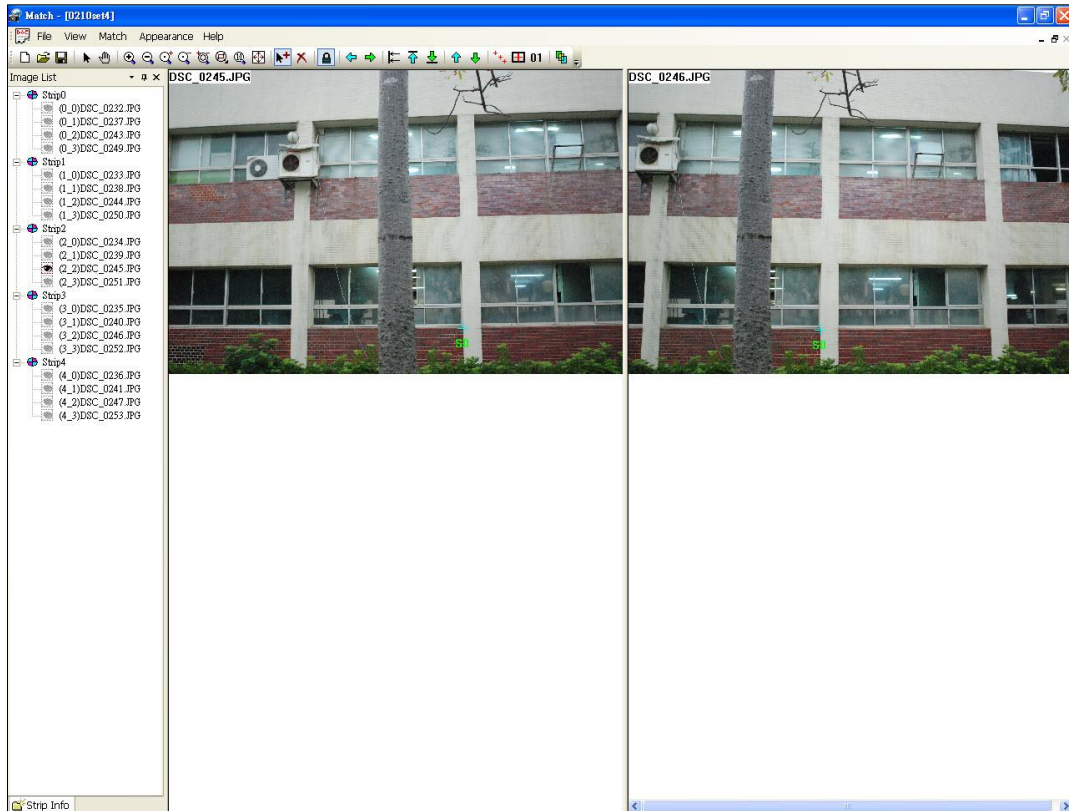 Match - [0210set4]
File View Match Appearance Help
01
Image List
DSC_0245.JPG
DSC_0246.JPG
Strip0
(0_0)DSC_0232.JPG
(0_1)DSC_0237.JPG
(0_2)DSC_0243.JPG
(0_3)DSC_0249.JPG
Strip1
(1_0)DSC_0233.JPG
(1_1)DSC_0238.JPG
(1_2)DSC_0244.JPG
(1_3)DSC_0250.JPG
Strip2
(2_0)DSC_0234.JPG
(2_1)DSC_0239.JPG
(2_2)DSC_0245.JPG
(2_3)DSC_0251.JPG
Strip3
(3_0)DSC_0235.JPG
(3_1)DSC_0240.JPG
(3_2)DSC_0246.JPG
(3_3)DSC_0252.JPG
Strip4
(4_0)DSC_0236.JPG
(4_1)DSC_0241.JPG
(4_2)DSC_0247.JPG
(4_3)DSC_0253.JPG
Strip Info